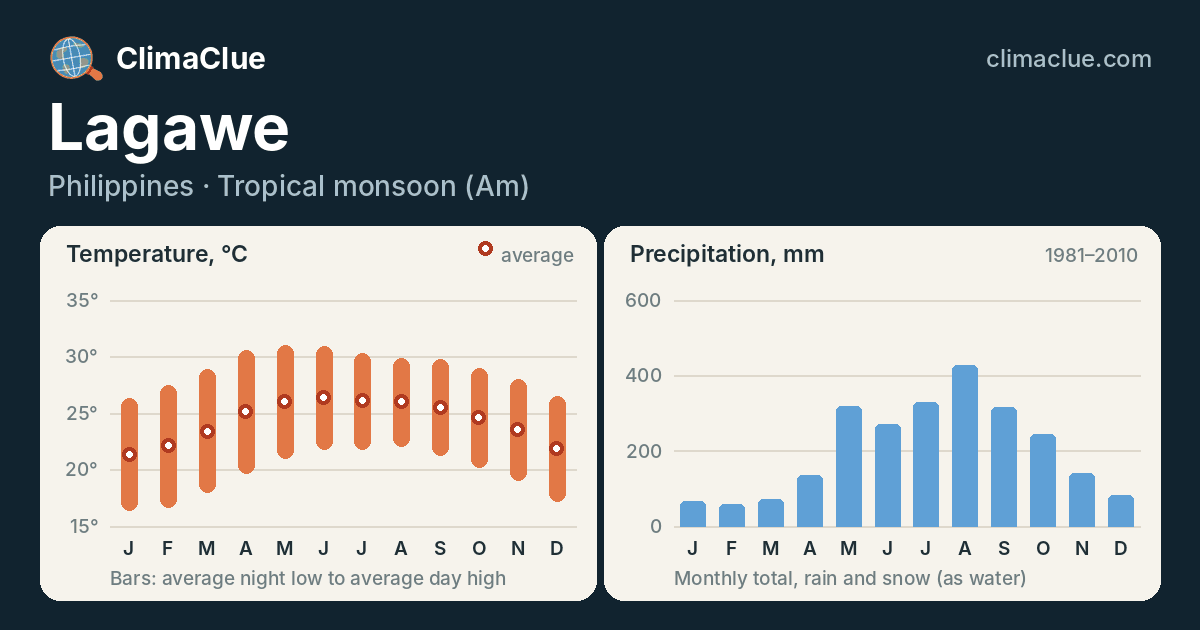 ClimaClue
climaclue.com
Lagawe
Philippines · Tropical monsoon (Am)
Temperature, °C
average
35°
30°
25°
20°
15°
J F M A M J J A S O N D
Bars: average night low to average day high
Precipitation, mm
1981–2010
600
400
200
0
J F M A M J J A S O N D
Monthly total, rain and snow (as water)